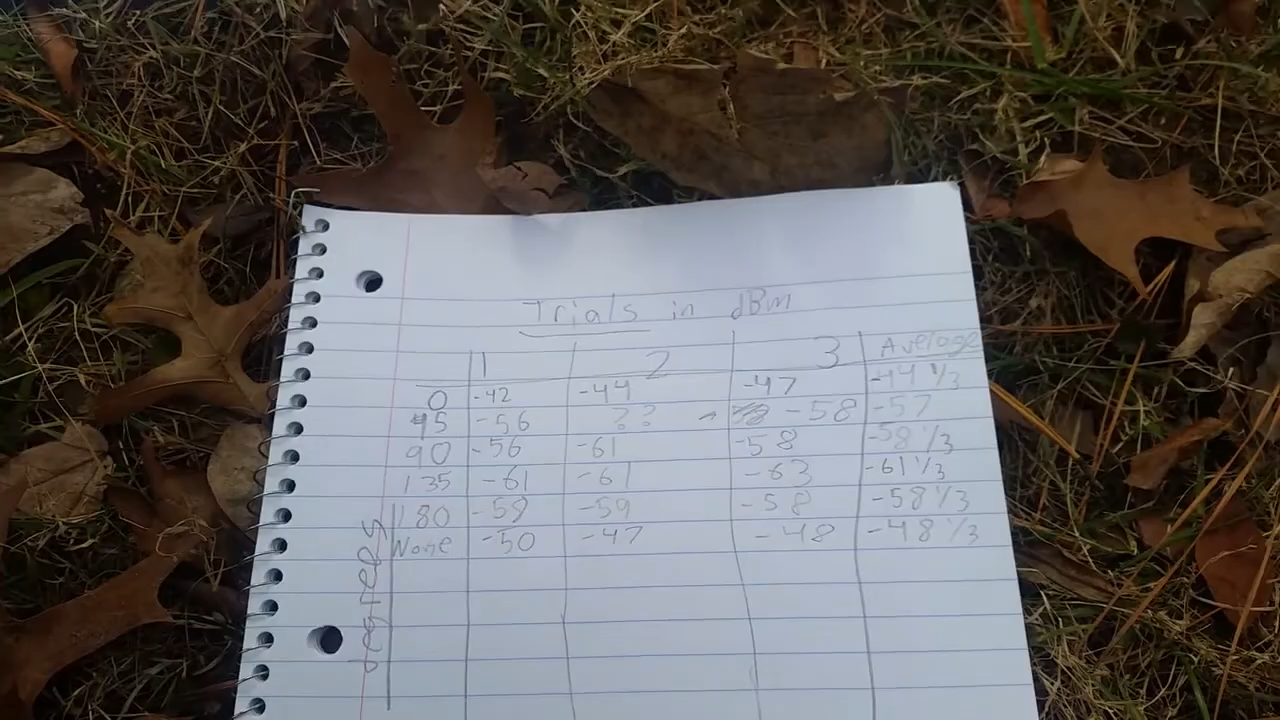 Trials in dBm
1 2 3 Average
0 -42 -44 -47 -44 1/3
45 -56 ?? -58 -57
90 -56 -61 -58 -58 1/3
135 -61 -61 -63 -61 1/3
180 -58 -59 -58 -58 1/3
None -50 -47 -48 -48 1/3
degrees